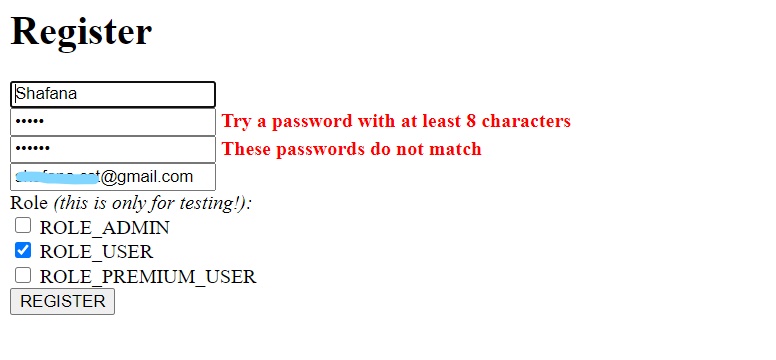 Register
Shafana
••••• Try a password with at least 8 characters
•••••• These passwords do not match
@gmail.com
Role (this is only for testing!):
ROLE_ADMIN
ROLE_USER
ROLE_PREMIUM_USER
REGISTER